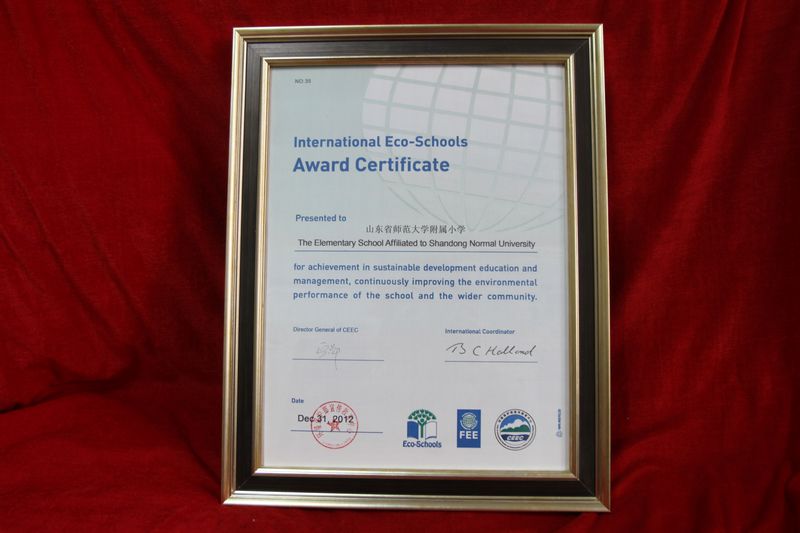 NO.35
International Eco-Schools
Award Certificate
Presented to
山东省师范大学附属小学
The Elementary School Affiliated to Shandong Normal University
for achievement in sustainable development education and
management, continuously improving the environmental
performance of the school and the wider community.
Director General of CEEC
International Coordinator
B C Holland
Date
Dec 31, 2012
Eco-Schools
FEE
CEEC